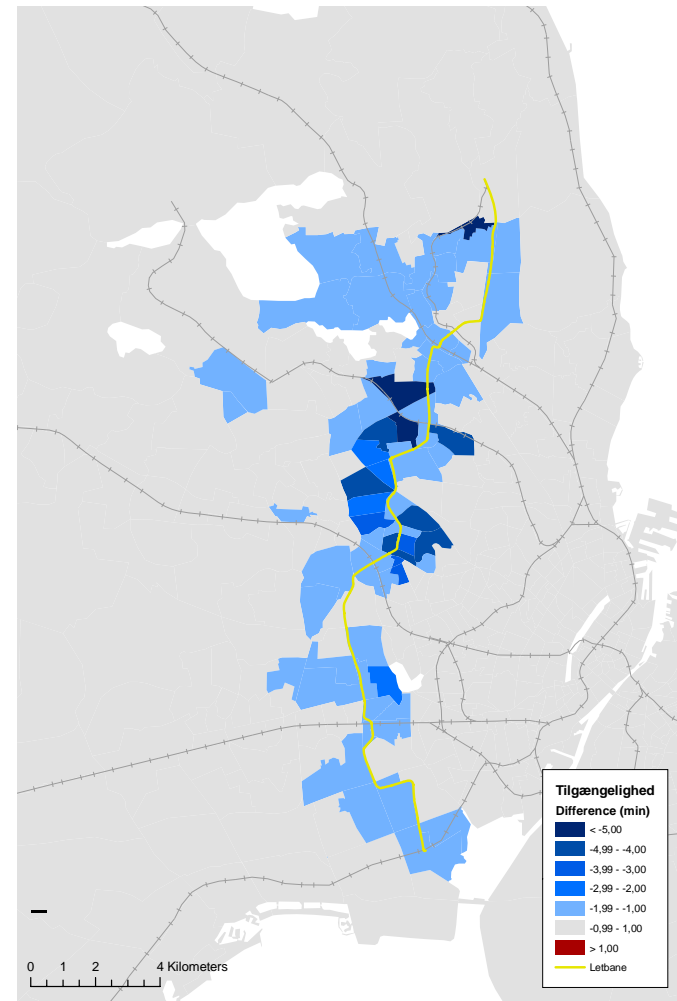 Tilgængelighed
Difference (min)
< -5,00
-4,99 - -4,00
-3,99 - -3,00
-2,99 - -2,00
-1,99 - -1,00
-0,99 - 1,00
> 1,00
Letbane
0 1 2 4 Kilometers